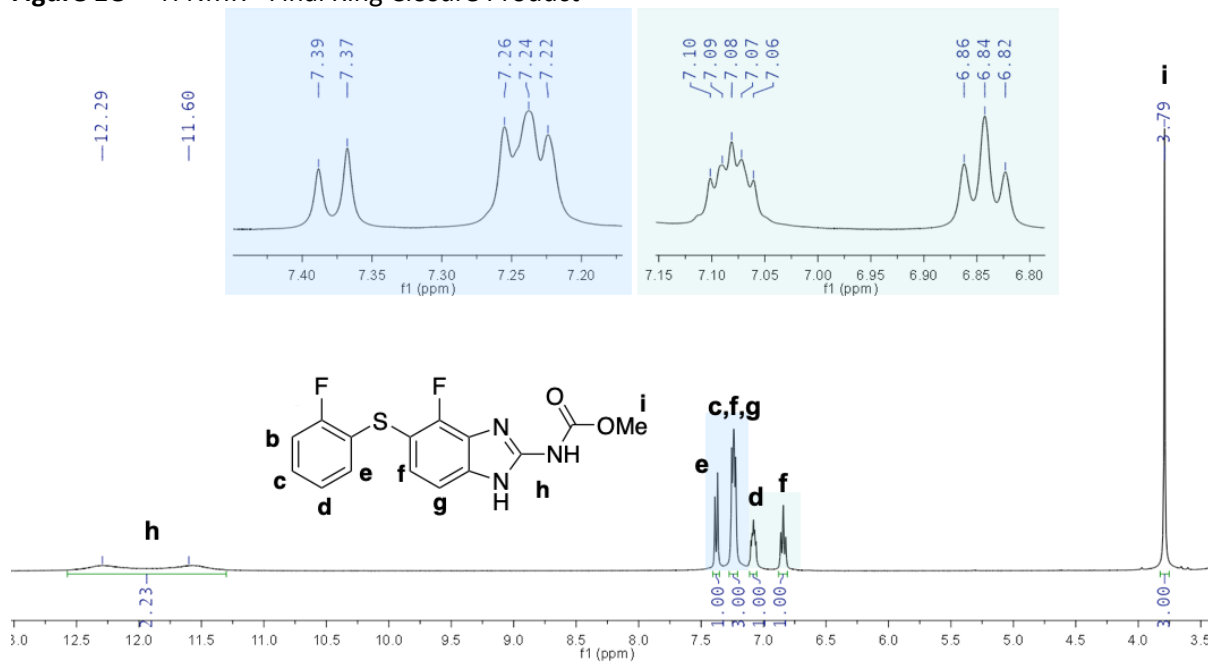 Figure NMR Final Ring Closure Product
12.29
11.60
7.39
7.37
7.26
7.24
7.22
7.40 7.35 7.30 7.25 7.20
f1 (ppm)
7.10
7.09
7.08
7.07
7.06
6.86
6.84
6.82
7.15 7.10 7.05 7.00 6.95 6.90 6.85 6.80
f1 (ppm)
i
3.79
F
F
S
N
O
OMe
i
NH
N
H
b
c
d
e
f
g
h
h
e
c,f,g
d
f
2.23
1.00
3.00
1.00
1.00
3.00
3.0 12.5 12.0 11.5 11.0 10.5 10.0 9.5 9.0 8.5 8.0 7.5 7.0 6.5 6.0 5.5 5.0 4.5 4.0 3.5
f1 (ppm)